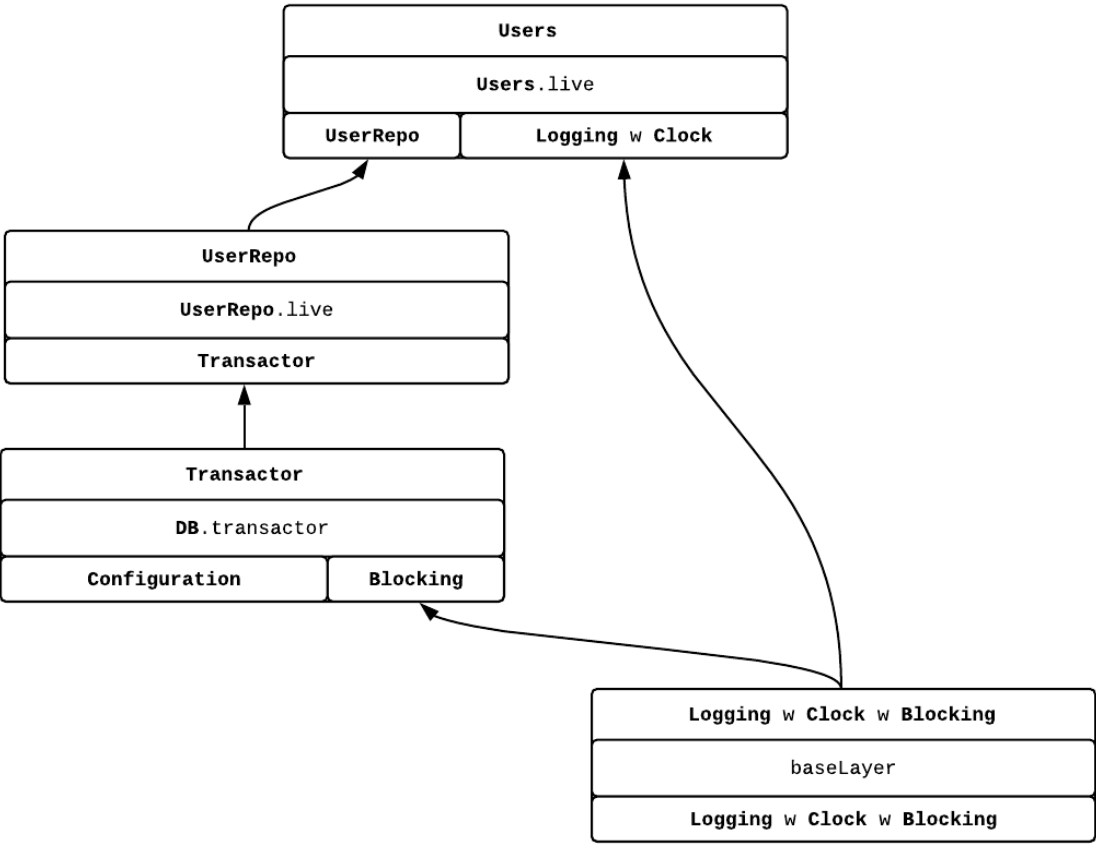 Users
Users.live
UserRepo
Logging w Clock
UserRepo
UserRepo.live
Transactor
Transactor
DB.transactor
Configuration
Blocking
Logging w Clock w Blocking
baseLayer
Logging w Clock w Blocking